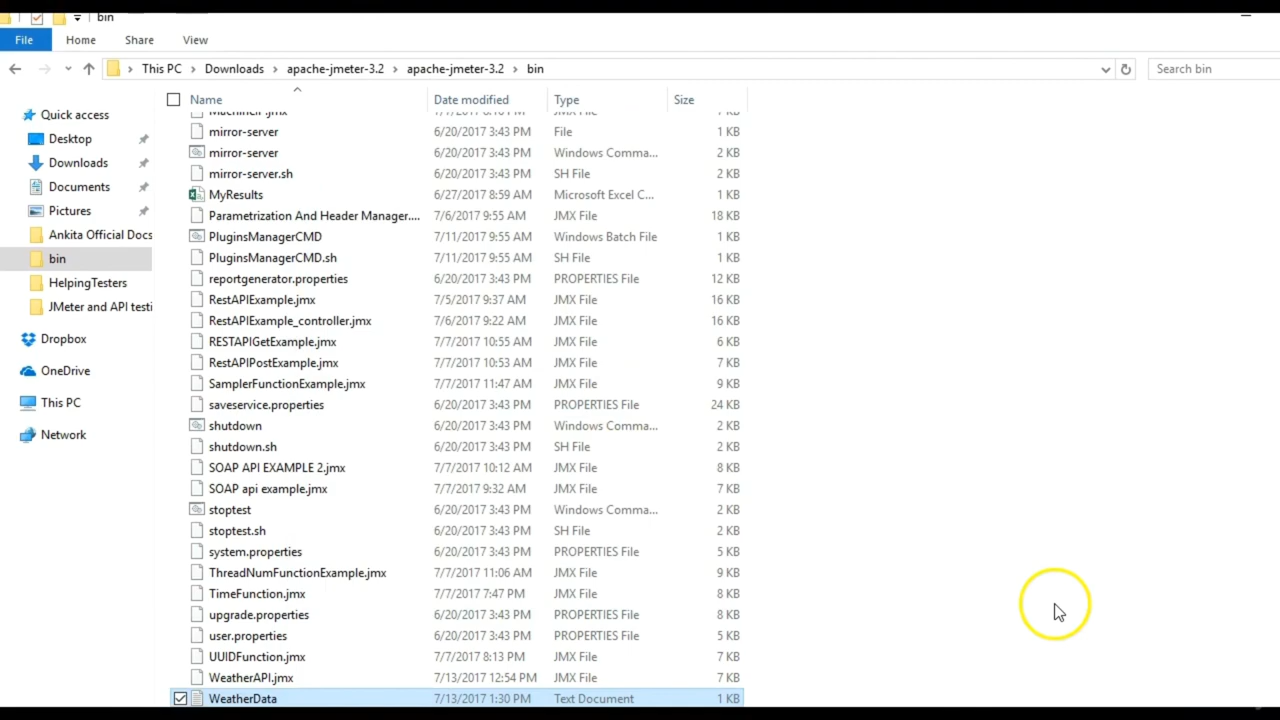 bin
File Home Share View
This PC Downloads apache-jmeter-3.2 apache-jmeter-3.2 bin Search bin
Name Date modified Type Size
Quick access
Desktop
Downloads
Documents
Pictures
Ankita Official Docs
bin
HelpingTesters
JMeter and API testi
Dropbox
OneDrive
This PC
Network
MachineIP.jmx 7/7/2017 8:16 PM JMX File 7 KB
mirror-server 6/20/2017 3:43 PM File 1 KB
mirror-server 6/20/2017 3:43 PM Windows Comma... 2 KB
mirror-server.sh 6/20/2017 3:43 PM SH File 1 KB
MyResults 6/27/2017 8:59 AM Microsoft Excel C... 1 KB
Parametrization And Header Manager.... 7/6/2017 9:55 AM JMX File 18 KB
PluginsManagerCMD 7/11/2017 9:55 AM Windows Batch File 1 KB
PluginsManagerCMD.sh 7/11/2017 9:55 AM SH File 1 KB
reportgenerator.properties 6/20/2017 3:43 PM PROPERTIES File 12 KB
RestAPIExample.jmx 7/5/2017 9:37 AM JMX File 16 KB
RestAPIExample_controller.jmx 7/6/2017 9:22 AM JMX File 16 KB
RESTAPIGetExample.jmx 7/7/2017 10:55 AM JMX File 6 KB
RestAPIPostExample.jmx 7/7/2017 10:53 AM JMX File 7 KB
SamplerFunctionExample.jmx 7/7/2017 11:47 AM JMX File 9 KB
saveservice.properties 6/20/2017 3:43 PM PROPERTIES File 24 KB
shutdown 6/20/2017 3:43 PM Windows Comma... 2 KB
shutdown.sh 6/20/2017 3:43 PM SH File 2 KB
SOAP API EXAMPLE 2.jmx 7/7/2017 10:12 AM JMX File 8 KB
SOAP api example.jmx 7/7/2017 9:32 AM JMX File 7 KB
stoptest 6/20/2017 3:43 PM Windows Comma... 2 KB
stoptest.sh 6/20/2017 3:43 PM SH File 2 KB
system.properties 6/20/2017 3:43 PM PROPERTIES File 5 KB
ThreadNumFunctionExample.jmx 7/7/2017 11:06 AM JMX File 9 KB
TimeFunction.jmx 7/7/2017 7:47 PM JMX File 8 KB
upgrade.properties 6/20/2017 3:43 PM PROPERTIES File 8 KB
user.properties 6/20/2017 3:43 PM PROPERTIES File 5 KB
UUIDFunction.jmx 7/7/2017 8:13 PM JMX File 7 KB
WeatherAPI.jmx 7/13/2017 12:54 PM JMX File 7 KB
WeatherData 7/13/2017 1:30 PM Text Document 1 KB